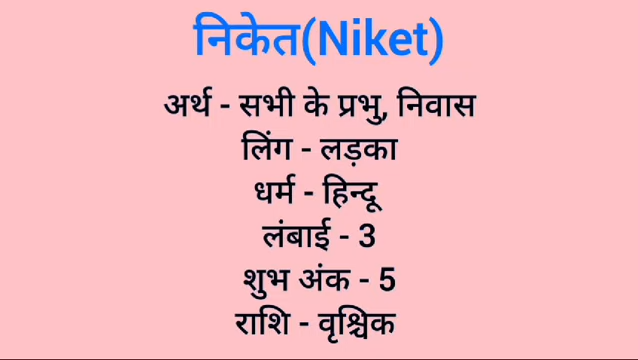 निकेत(Niket)
अर्थ - सभी के प्रभु, निवास
लिंग - लड़का
धर्म - हिन्दू
लंबाई - 3
शुभ अंक - 5
राशि - वृश्चिक